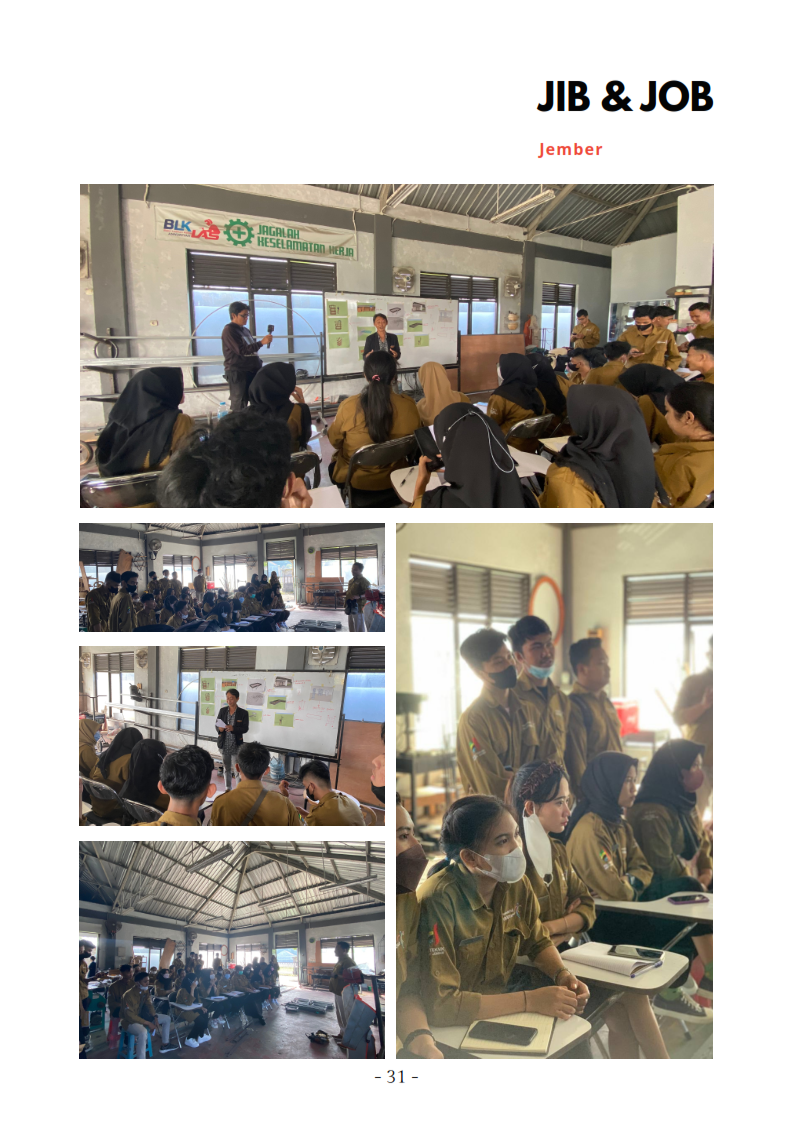 JIB & JOB
Jember
BLK
LAS
JAGALAH
KESELAMATAN KERJA
- 31 -